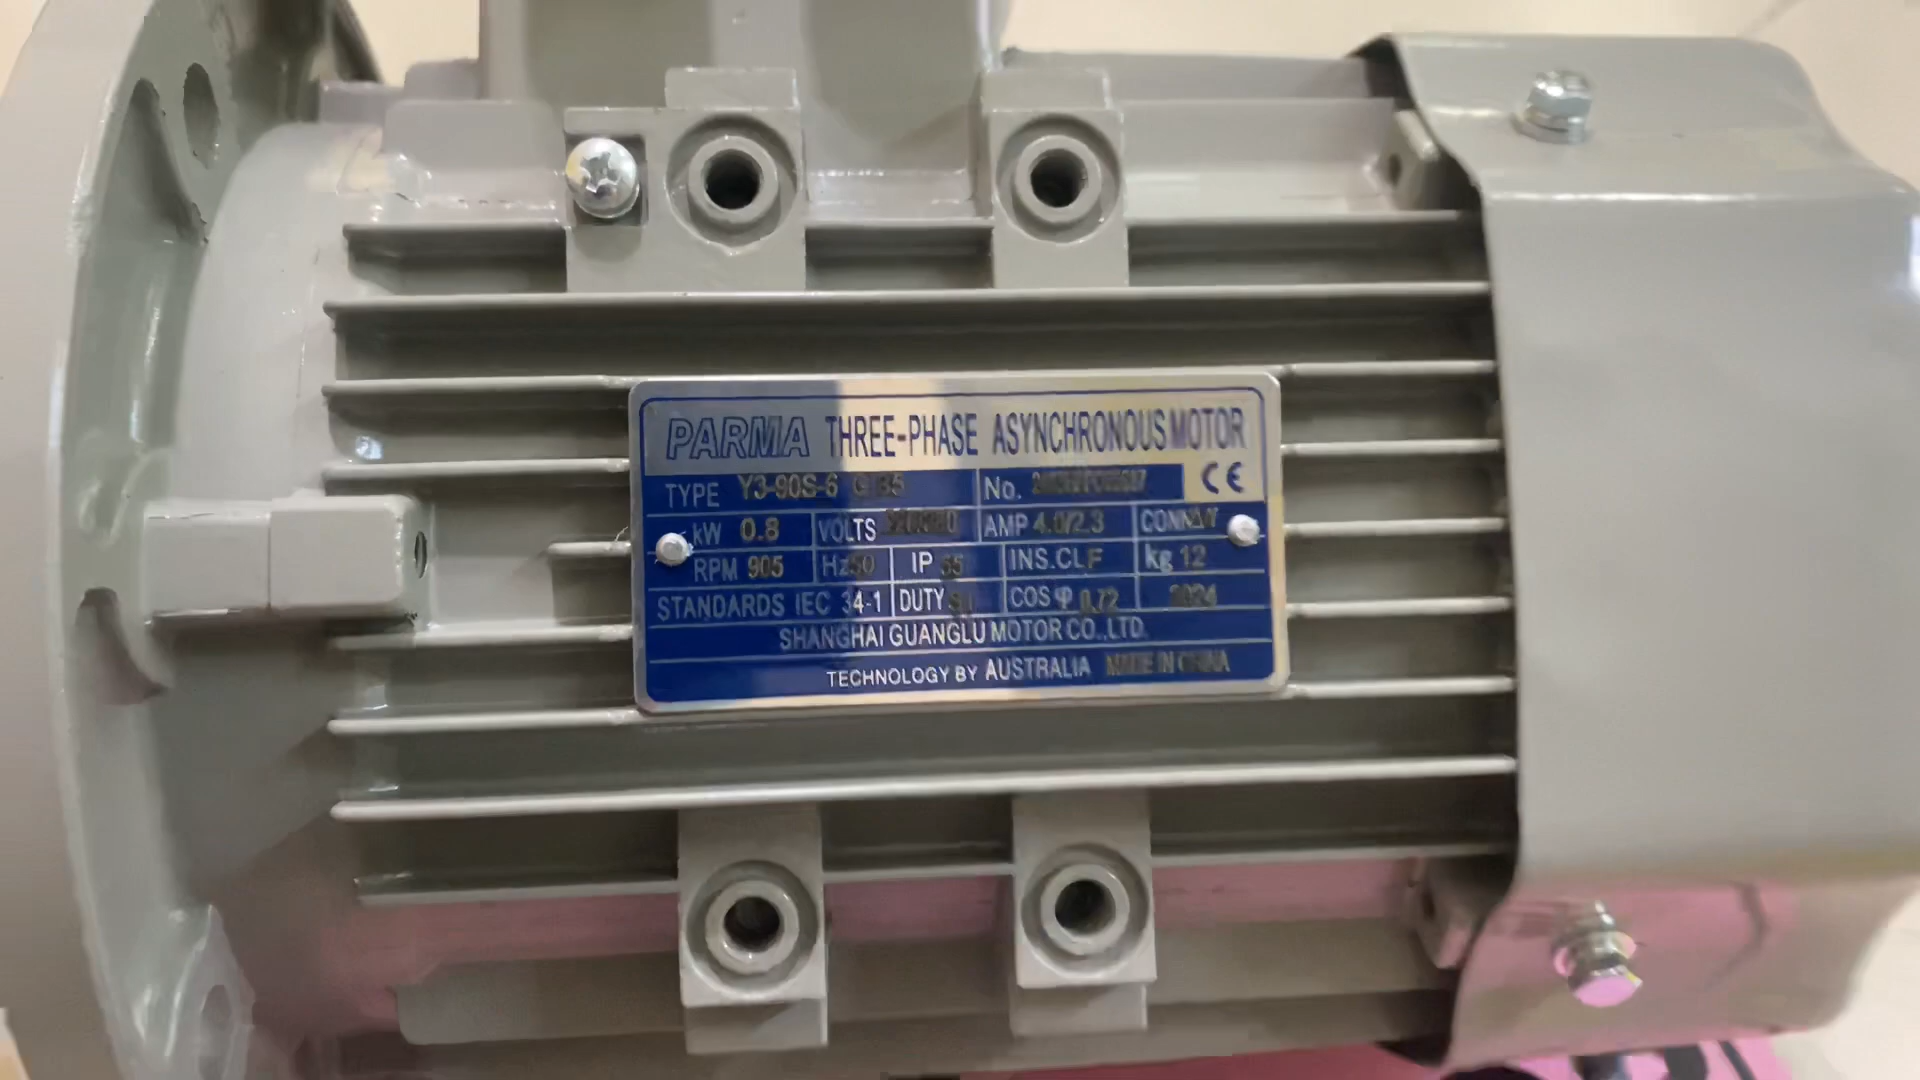 PARMA THREE-PHASE ASYNCHRONOUS MOTOR
TYPE Y3-90S-6 B5 No. CE
kW 0.8 VOLTS AMP 4.0/2.3 CONN
RPM 905 Hz 50 IP 55 INS.CL F kg 12
STANDARDS IEC 34-1 DUTY COS φ 0.72 2024
SHANGHAI GUANGLU MOTOR CO.,LTD.
TECHNOLOGY BY AUSTRALIA MADE IN CHINA